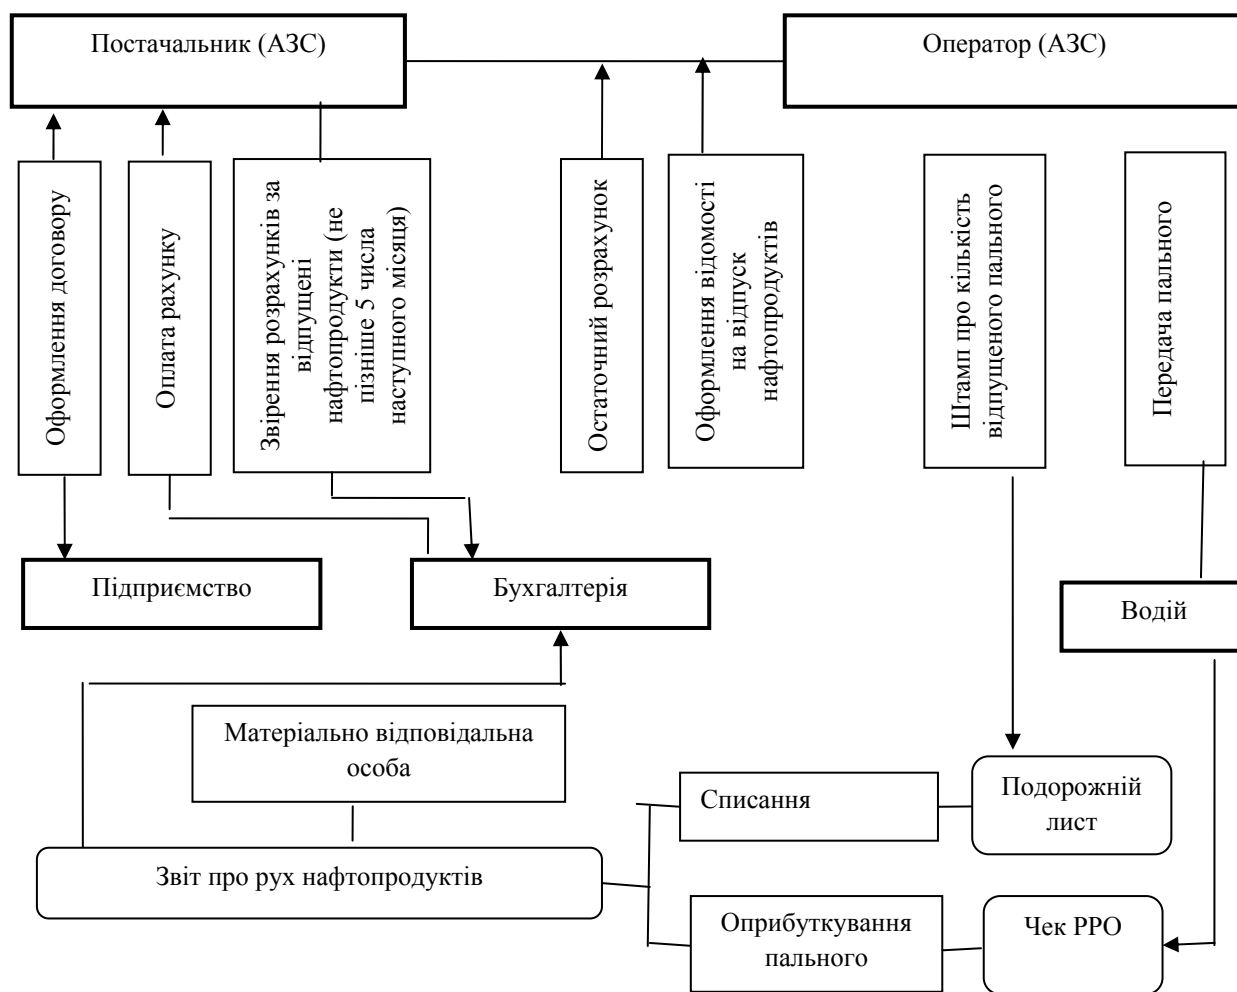 Постачальник (АЗС)
Оператор (АЗС)
Оформлення договору
Оплата рахунку
Звірення розрахунків за
відпущені
нафтопродукти (не
пізніше 5 числа
наступного місяця)
Остаточний розрахунок
Оформлення відомості
на відпуск
нафтопродуктів
Штамп про кількість
відпущеного пального
Передача пального
Підприємство
Бухгалтерія
Водій
Матеріально відповідальна
особа
Списання
Подорожній
лист
Звіт про рух нафтопродуктів
Оприбуткування
пального
Чек РРО